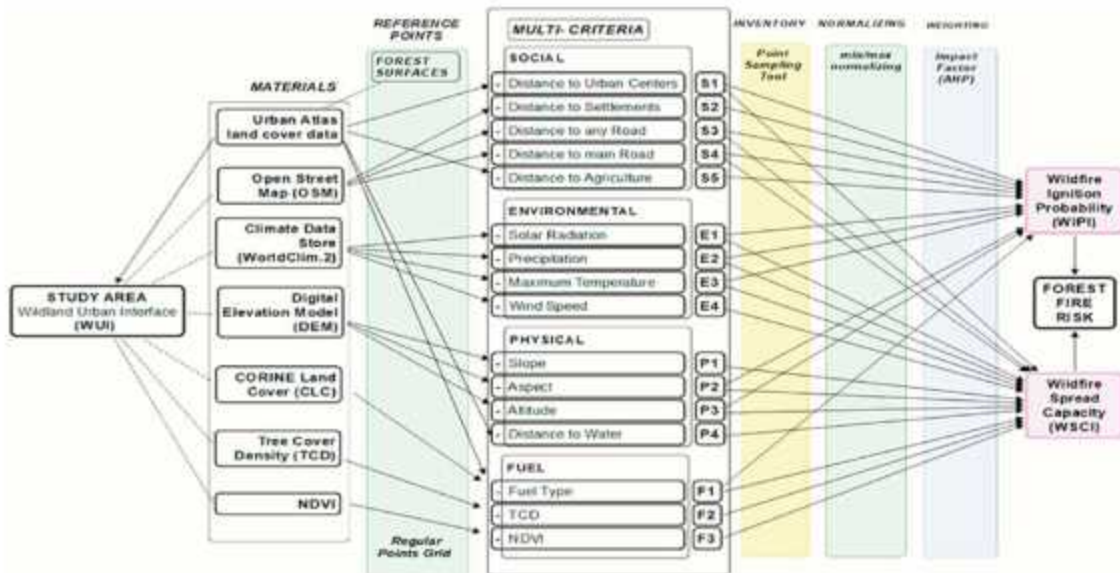 REFERENCE
POINTS
FOREST
SURFACES
MULTI- CRITERIA
INVENTORY
NORMALIZING
WEIGHTING
Point
Sampling
Tool
min/max
normalizing
Impact
Factor
(AHP)
MATERIALS
Urban Atlas
land cover data
Open Street
Map (OSM)
Climate Data
Store
(WorldClim.2)
Digital
Elevation Model
(DEM)
CORINE Land
Cover (CLC)
Tree Cover
Density (TCD)
NDVI
STUDY AREA
Wildland Urban Interface
(WUI)
Regular
Points Grid
SOCIAL
- Distance to Urban Centers S1
- Distance to Settlements S2
- Distance to any Road S3
- Distance to main Road S4
- Distance to Agriculture S5
ENVIRONMENTAL
- Solar Radiation E1
- Precipitation E2
- Maximum Temperature E3
- Wind Speed E4
PHYSICAL
- Slope P1
- Aspect P2
- Altitude P3
- Distance to Water P4
FUEL
- Fuel Type F1
- TCD F2
- NDVI F3
Wildfire
Ignition
Probability
(WIPI)
FOREST
FIRE
RISK
Wildfire
Spread
Capacity
(WSCI)